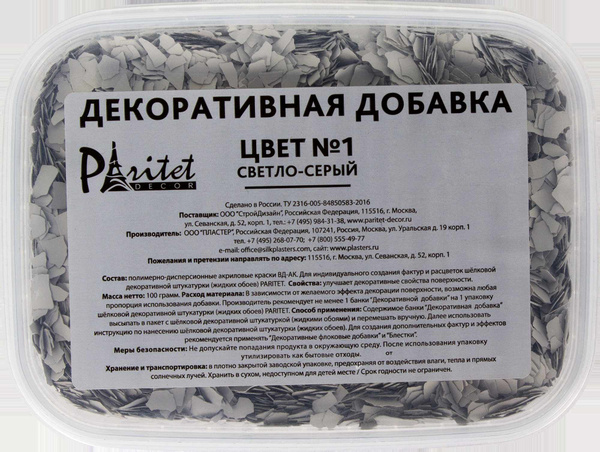 ДЕКОРАТИВНАЯ ДОБАВКА
Paritet
DECOR
ЦВЕТ №1
СВЕТЛО-СЕРЫЙ
Сделано в России. ТУ 2316-005-84850583-2016
Поставщик: ООО "СтройДизайн", Российская Федерация, 115516, г. Москва,
ул. Севанская, д. 52, корп. 1, тел.: +7 (495) 984-31-38, www.paritet-decor.ru
Производитель: ООО "ПЛАСТЕР", Российская Федерация, 107241, Россия, Москва, ул. Уральская д. 19 корп. 1
тел. +7 (495) 268-07-70; +7 (800) 555-49-77
e-mail: office@silkplasters.com, сайт: www.plasters.ru
Пожелания и претензии направлять по адресу: 115516, г. Москва, ул. Севанская, д. 52, корп. 1
Состав: полимерно-дисперсионные акриловые краски ВД-АК. Для индивидуального создания фактур и расцветок шёлковой
декоративной штукатурки (жидких обоев) PARITET. Свойства: улучшает декоративные свойства поверхности.
Масса нетто: 100 грамм. Расход материала: В зависимости от желаемого эффекта декорации поверхности, возможна любая
пропорция использования добавки. Производитель рекомендует не менее 1 банки "Декоративной добавки" на 1 упаковку
шёлковой декоративной штукатурки (жидких обоев) PARITET. Способ применения: Содержимое банки "Декоративная добавка"
высыпать в пакет с шёлковой декоративной штукатуркой (жидкими обоями) и перемешать вручную. Далее использовать
инструкцию по нанесению шёлковой декоративной штукатурки (жидких обоев). Для создания дополнительных фактур и эффектов
рекомендуется применять "Декоративные флоковые добавки" и "Блестки".
Меры безопасности: Не допускайте попадания продукта в окружающую среду. После использования упаковку
утилизировать как бытовые отходы. от
Хранение и транспортировка: в плотно закрытой заводской упаковке, предохраняя от воздействия влаги, тепла и прямых
солнечных лучей. Хранить в сухом, недоступном для детей месте / Срок годности не ограничен.